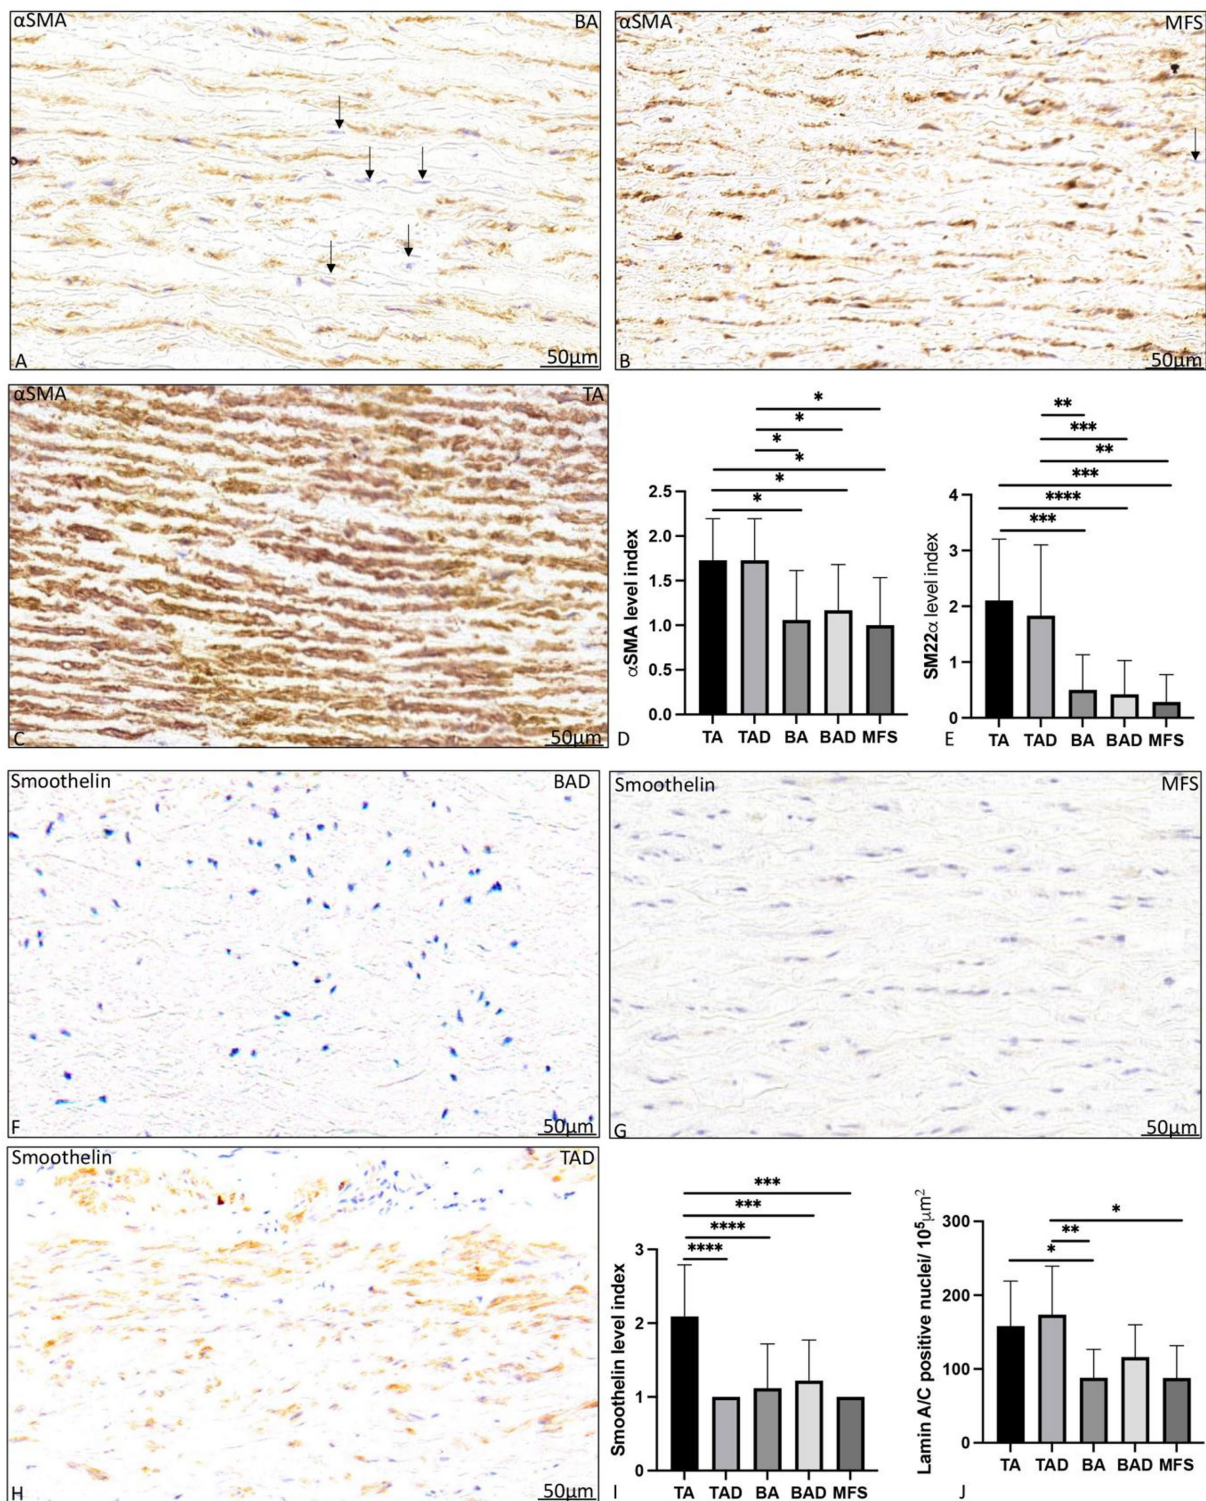 αSMA BA
A 50µm
αSMA MFS
B 50µm
αSMA TA
C 50µm
*
*
*
*
*
*
αSMA level index
2.5
2.0
1.5
1.0
0.5
0.0
TA TAD BA BAD MFS
D
**
***
**
***
****
***
SM22α level index
4
3
2
1
0
TA TAD BA BAD MFS
E
Smoothelin BAD
F 50µm
Smoothelin MFS
G 50µm
Smoothelin TAD
H 50µm
***
***
****
****
Smoothelin level index
3
2
1
0
TA TAD BA BAD MFS
I
*
**
*
Lamin A/C positive nuclei/ 10⁵µm²
300
200
100
0
TA TAD BA BAD MFS
J